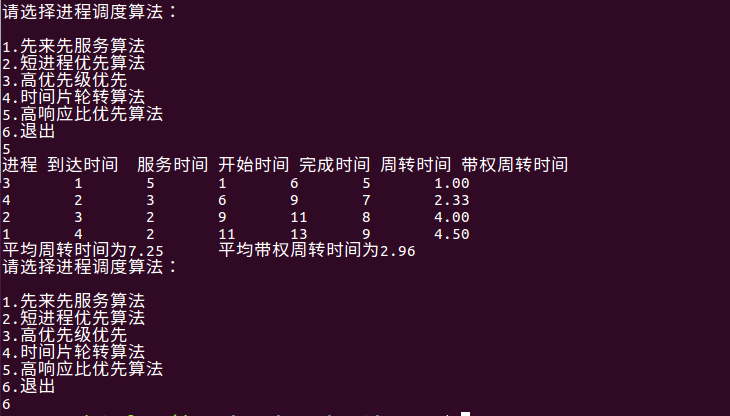 请选择进程调度算法：
1.先来先服务算法
2.短进程优先算法
3.高优先级优先
4.时间片轮转算法
5.高响应比优先算法
6.退出
5
进程 到达时间 服务时间 开始时间 完成时间 周转时间 带权周转时间
3 1 5 1 6 5 1.00
4 2 3 6 9 7 2.33
2 3 2 9 11 8 4.00
1 4 2 11 13 9 4.50
平均周转时间为7.25 平均带权周转时间为2.96
请选择进程调度算法：
1.先来先服务算法
2.短进程优先算法
3.高优先级优先
4.时间片轮转算法
5.高响应比优先算法
6.退出
6